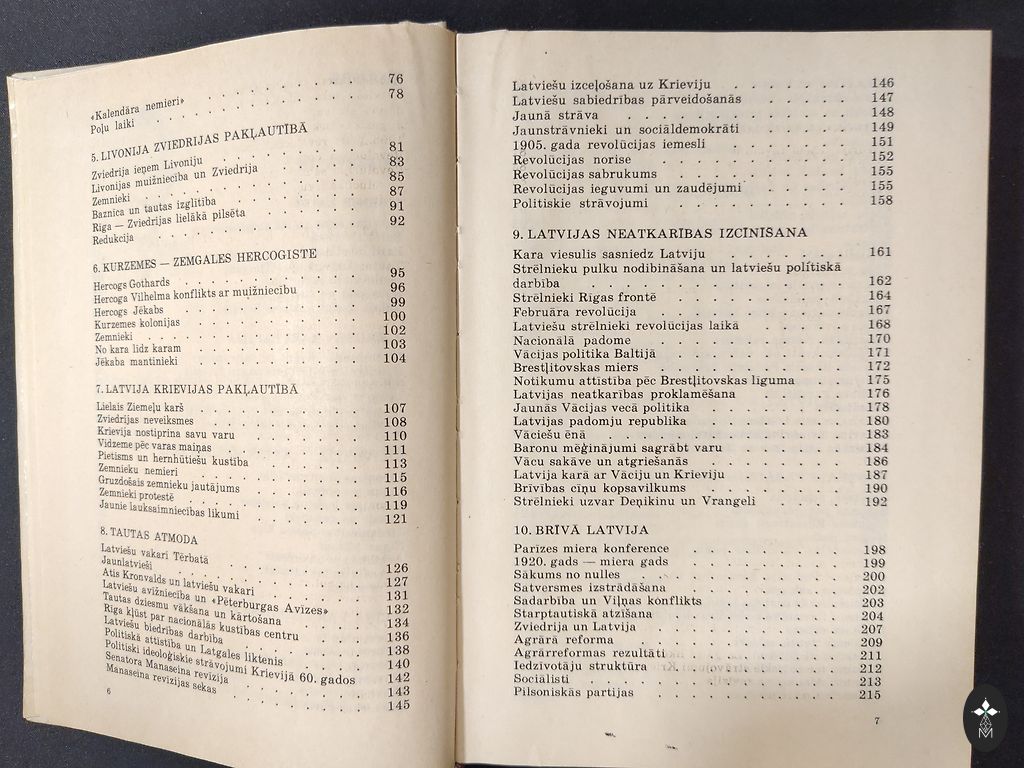 «Kalendāra nemieri» . . . . . . . . 76
Poļu laiki . . . . . . . . . . 78
5. LIVONIJA ZVIEDRIJAS PAKĻAUTĪBĀ
Zviedrija ieņem Livoniju . . . . . . . 81
Livonijas muižniecība un Zviedrija . . . . 83
Zemnieki . . . . . . . . . . 85
Baznīca un tautas izglītība . . . . . . 87
Rīga — Zviedrijas lielākā pilsēta . . . . . 91
Redukcija . . . . . . . . . . 92
6. KURZEMES — ZEMGALES HERCOGISTE
Hercogs Gothards . . . . . . . . . 95
Hercoga Vilhelma konflikts ar muižniecību . . 96
Hercogs Jēkabs . . . . . . . . . 99
Kurzemes kolonijas . . . . . . . . 100
Zemnieki . . . . . . . . . . 102
No kara līdz karam . . . . . . . . 103
Jēkaba mantinieki . . . . . . . . 104
7. LATVIJA KRIEVIJAS PAKĻAUTĪBĀ
Lielais Ziemeļu karš . . . . . . . . 107
Zviedrijas neveiksmes . . . . . . . 108
Krievija nostiprina savu varu . . . . . 110
Vidzeme pēc varas maiņas . . . . . . 111
Pietisms un hernhūtiešu kustība . . . . 113
Zemnieku nemieri . . . . . . . . 115
Gruzdošais zemnieku jautājums . . . . . 116
Zemnieki protestē . . . . . . . . 119
Jaunie lauksaimniecības likumi . . . . . 121
8. TAUTAS ATMODA
Latviešu vakari Tērbatā . . . . . . . 126
Jaunlatvieši . . . . . . . . . . 127
Atis Kronvalds un latviešu vakari . . . . 131
Latviešu avīžniecība un «Pēterburgas Avīzes» . 132
Tautas dziesmu vākšana un kārtošana . . . 134
Rīga kļūst par nacionālās kustības centru . . 136
Latviešu biedrības darbība . . . . . . 138
Politiskā attīstība un Latgales liktenis . . . 140
Politiski ideoloģiskie strāvojumi Krievijā 60. gados 142
Senatora Manaseina revīzija . . . . . . 143
Manaseina revīzijas sekas . . . . . . 145
6
Latviešu izceļošana uz Krieviju . . . . . . . 146
Latviešu sabiedrības pārveidošanās . . . . . 147
Jaunā strāva . . . . . . . . . . . 148
Jaunstrāvnieki un sociāldemokrāti . . . . . 149
1905. gada revolūcijas iemesli . . . . . . . 151
Revolūcijas norise . . . . . . . . . 152
Revolūcijas sabrukums . . . . . . . . 155
Revolūcijas ieguvumi un zaudējumi . . . . . 155
Politiskie strāvojumi . . . . . . . . 158
9. LATVIJAS NEATKARĪBAS IZCĪNĪŠANA
Kara viesulis sasniedz Latviju . . . . . . 161
Strēlnieku pulku nodibināšana un latviešu politiskā
darbība . . . . . . . . . . . . 162
Strēlnieki Rīgas frontē . . . . . . . . 164
Februāra revolūcija . . . . . . . . . 167
Latviešu strēlnieki revolūcijas laikā . . . . . 168
Nacionālā padome . . . . . . . . . 170
Vācijas politika Baltijā . . . . . . . . 171
Brestļitovskas miers . . . . . . . . . 172
Notikumu attīstība pēc Brestļitovskas līguma . . 175
Latvijas neatkarības proklamēšana . . . . . 176
Jaunās Vācijas vecā politika . . . . . . . 178
Latvijas padomju republika . . . . . . . 180
Vāciešu ēnā . . . . . . . . . . . 183
Baronu mēģinājumi sagrābt varu . . . . . . 184
Vācu sakāve un atgriešanās . . . . . . . 186
Latvija karā ar Vāciju un Krieviju . . . . . 187
Brīvības cīņu kopsavilkums . . . . . . . 190
Strēlnieki uzvar Deņikinu un Vrangeli . . . . 192
10. BRĪVĀ LATVIJA
Parīzes miera konference . . . . . . . 198
1920. gads — miera gads . . . . . . . 199
Sākums no nulles . . . . . . . . . 200
Satversmes izstrādāšana . . . . . . . 202
Sadarbība un Viļņas konflikts . . . . . . 203
Starptautiskā atzīšana . . . . . . . . 204
Zviedrija un Latvija . . . . . . . . 207
Agrārā reforma . . . . . . . . . . 209
Agrārreformas rezultāti . . . . . . . . 211
Iedzīvotāju struktūra . . . . . . . . 212
Sociālisti . . . . . . . . . . . . 213
Pilsoniskās partijas . . . . . . . . . 215
7
M